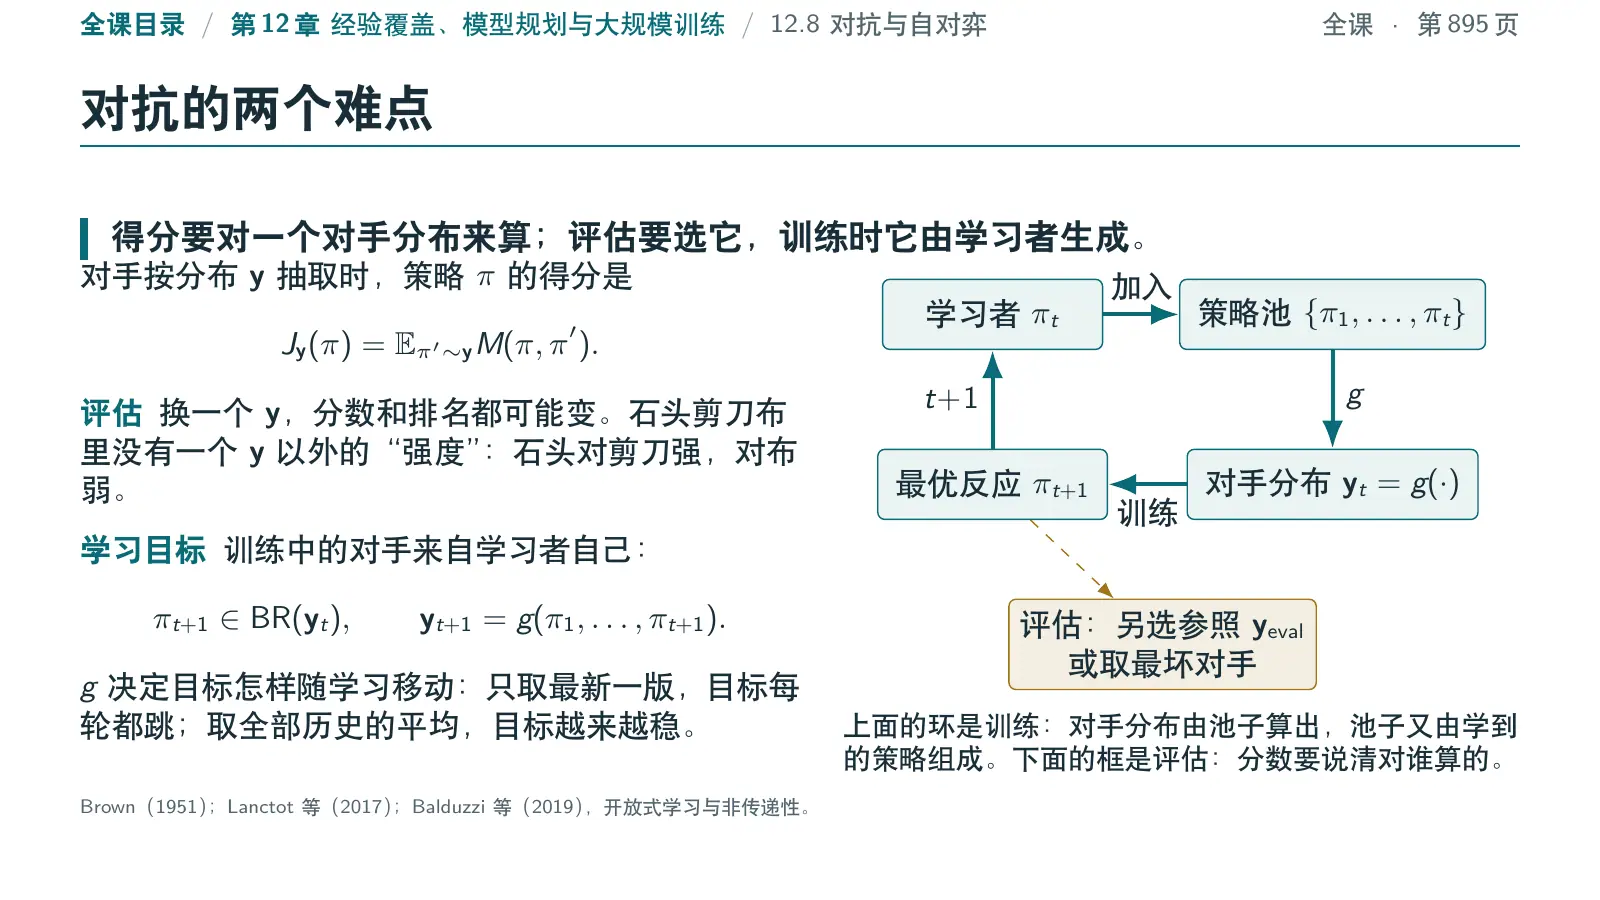 全课目录 / 第 12 章 经验覆盖、模型规划与大规模训练 / 12.8 对抗与自对弈
全课 · 第 895 页
对抗的两个难点
得分要对一个对手分布来算；评估要选它，训练时它由学习者生成。
对手按分布 y 抽取时，策略 π 的得分是
J_y(π) = 𝔼_{π′∼y} M(π, π′).
评估 换一个 y，分数和排名都可能变。石头剪刀布
里没有一个 y 以外的“强度”：石头对剪刀强，对布
弱。
学习目标 训练中的对手来自学习者自己：
π_{t+1} ∈ BR(y_t), y_{t+1} = g(π_1, . . . , π_{t+1}).
g 决定目标怎样随学习移动：只取最新一版，目标每
轮都跳；取全部历史的平均，目标越来越稳。
Brown（1951）；Lanctot 等（2017）；Balduzzi 等（2019），开放式学习与非传递性。
学习者 π_t
加入
策略池 {π_1, . . . , π_t}
t+1
g
最优反应 π_{t+1}
训练
对手分布 y_t = g(·)
评估：另选参照 y_eval
或取最坏对手
上面的环是训练：对手分布由池子算出，池子又由学到
的策略组成。下面的框是评估：分数要说清对谁算的。